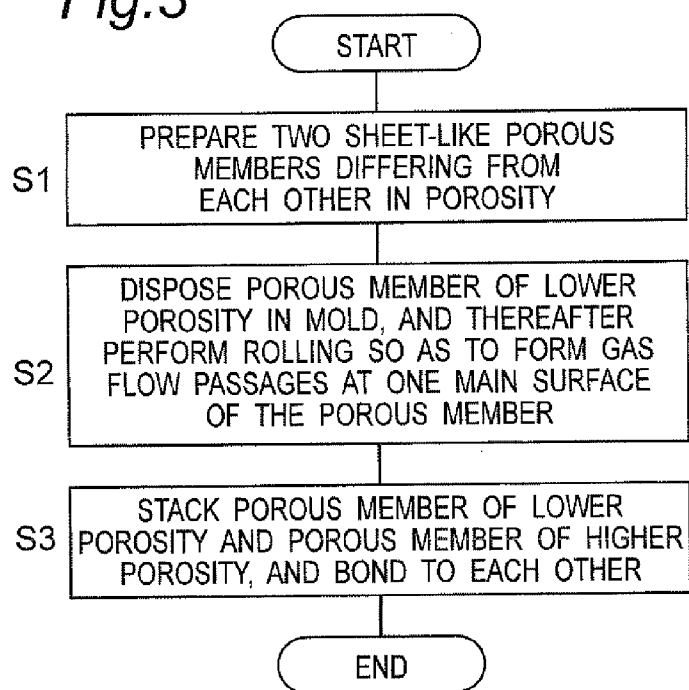 Fig.3
START
S1
PREPARE TWO SHEET-LIKE POROUS
MEMBERS DIFFERING FROM
EACH OTHER IN POROSITY
S2
DISPOSE POROUS MEMBER OF LOWER
POROSITY IN MOLD, AND THEREAFTER
PERFORM ROLLING SO AS TO FORM GAS
FLOW PASSAGES AT ONE MAIN SURFACE
OF THE POROUS MEMBER
S3
STACK POROUS MEMBER OF LOWER
POROSITY AND POROUS MEMBER OF HIGHER
POROSITY, AND BOND TO EACH OTHER
END